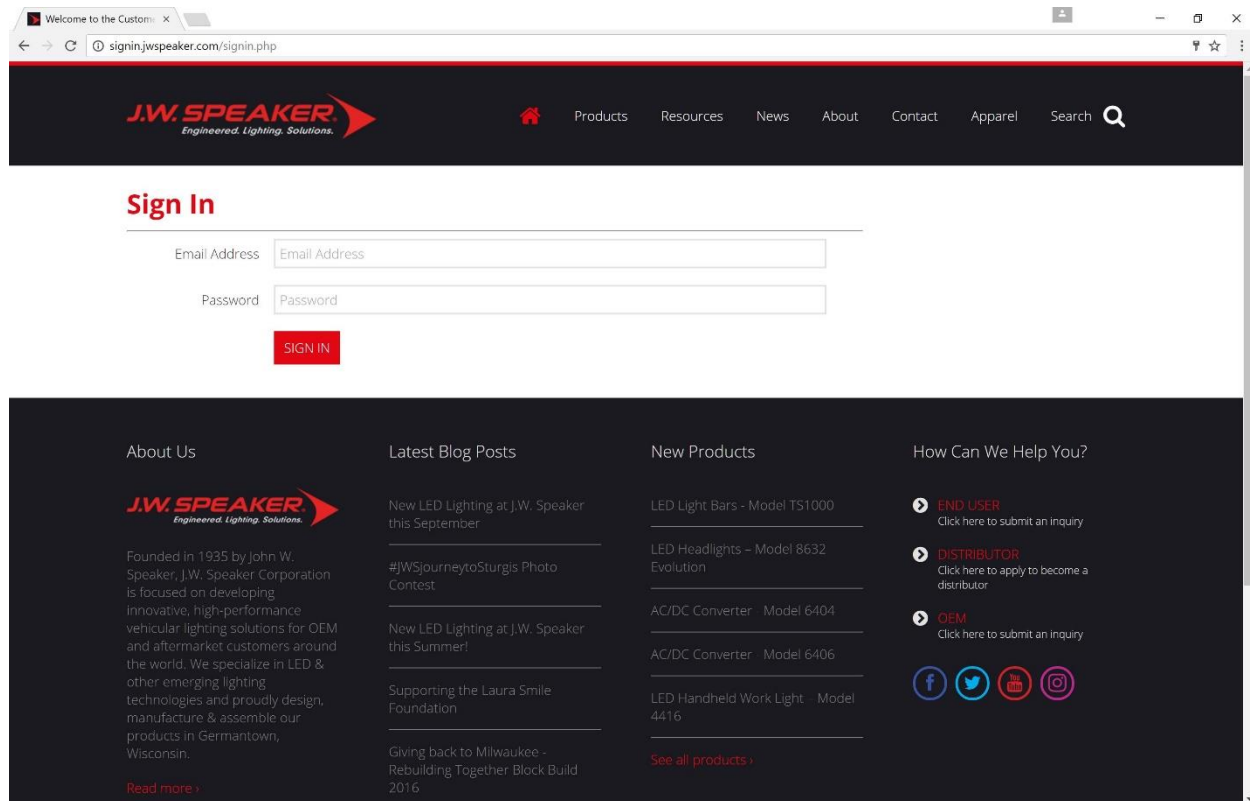 Welcome to the Custom
signin.jwspeaker.com/signin.php
J.W. SPEAKER.
Engineered. Lighting. Solutions.
Products
Resources
News
About
Contact
Apparel
Search
Sign In
Email Address
Email Address
Password
Password
SIGN IN
About Us
J.W. SPEAKER.
Engineered. Lighting. Solutions.
Founded in 1935 by John W.
Speaker, J.W. Speaker Corporation
is focused on developing
innovative, high-performance
vehicular lighting solutions for OEM
and aftermarket customers around
the world. We specialize in LED &
other emerging lighting
technologies and proudly design,
manufacture & assemble our
products in Germantown,
Wisconsin.
Read more ›
Latest Blog Posts
New LED Lighting at J.W. Speaker
this September
#JWSjourneytoSturgis Photo
Contest
New LED Lighting at J.W. Speaker
this Summer!
Supporting the Laura Smile
Foundation
Giving back to Milwaukee -
Rebuilding Together Block Build
2016
New Products
LED Light Bars - Model TS1000
LED Headlights – Model 8632
Evolution
AC/DC Converter - Model 6404
AC/DC Converter - Model 6406
LED Handheld Work Light – Model
4416
See all products ›
How Can We Help You?
END USER
Click here to submit an inquiry
DISTRIBUTOR
Click here to apply to become a
distributor
OEM
Click here to submit an inquiry
You
Tube